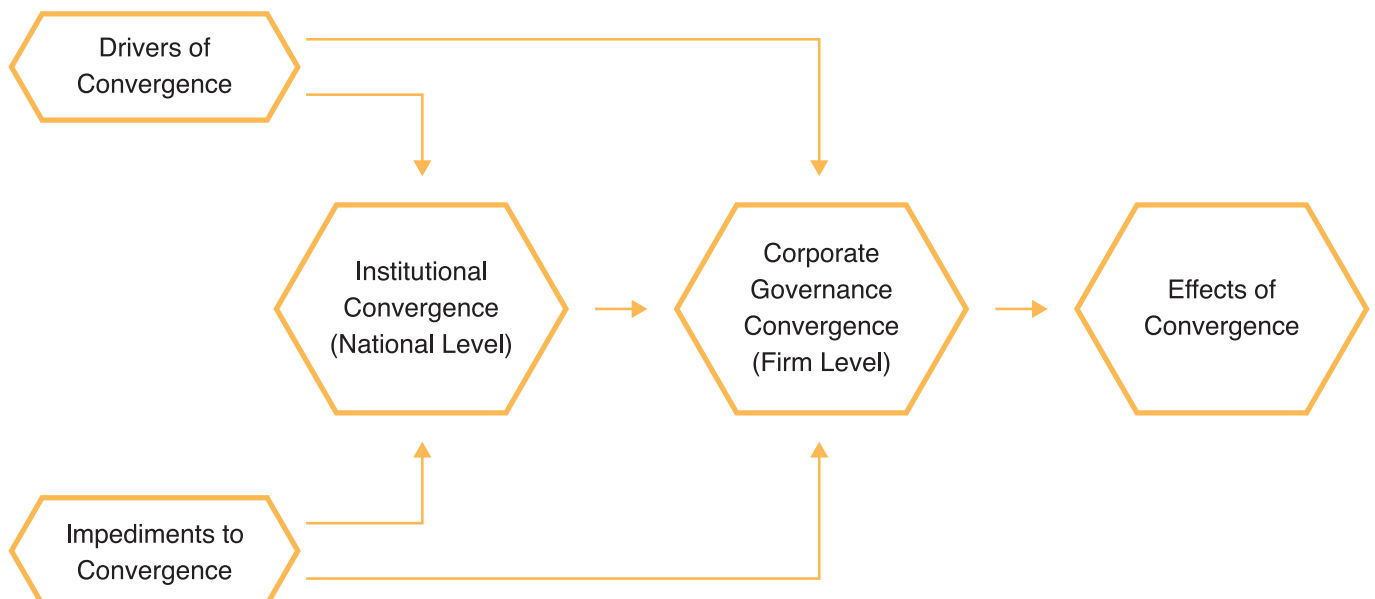 Drivers of
Convergence
Institutional
Convergence
(National Level)
Corporate
Governance
Convergence
(Firm Level)
Effects of
Convergence
Impediments to
Convergence